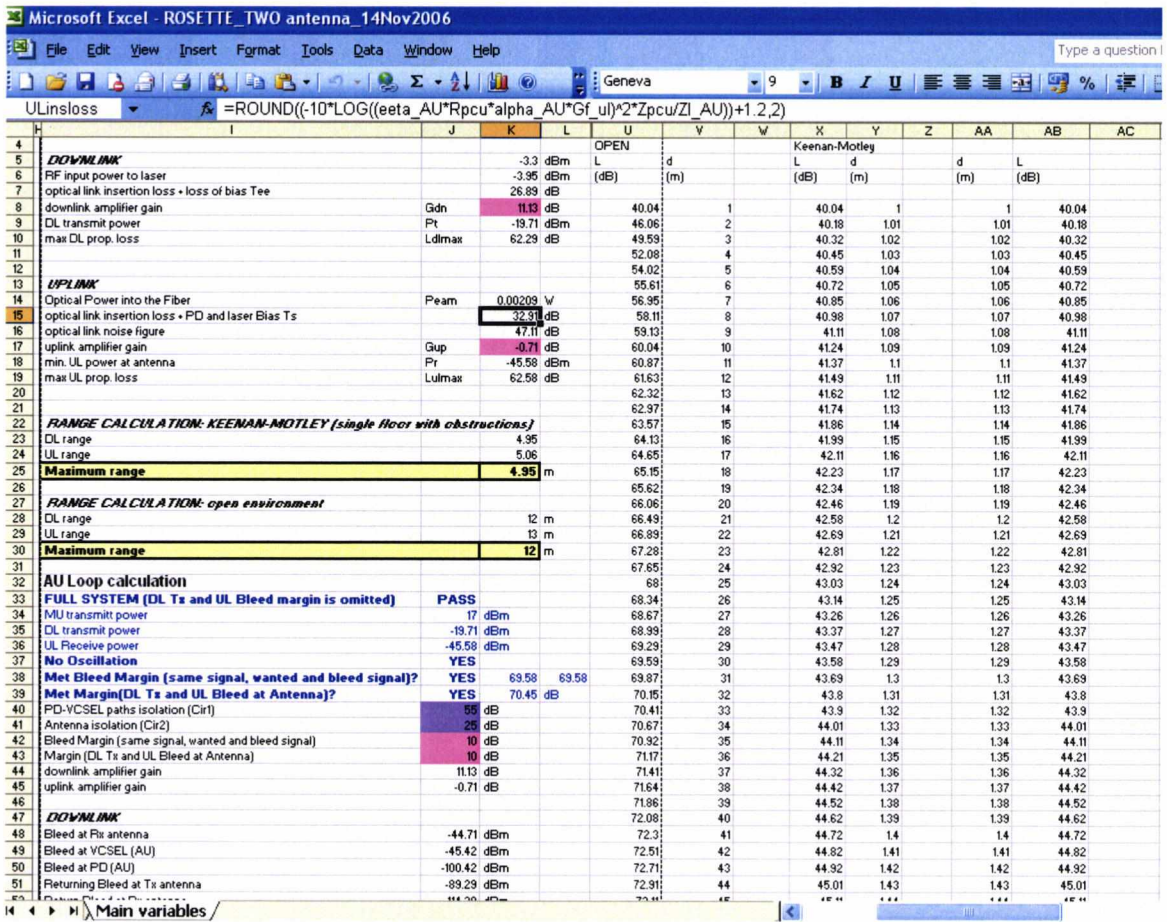 Microsoft Excel - ROSETTE_TWO antenna_14Nov2006
File Edit View Insert Format Tools Data Window Help Type a question
Geneva 9 B I U %
ULinsloss fx =ROUND((-10*LOG((eeta_AU*Rpcu*alpha_AU*Gf_ul)^2*Zpcu/Zl_AU))+1.2,2)
H I J K L U V W X Y Z AA AB AC
4 OPEN Keenan-Motley
5 DOWNLINK -3.3 dBm L d L d d L
6 RF input power to laser -3.95 dBm (dB) (m) (dB) (m) (m) (dB)
7 optical link insertion loss + loss of bias Tee 26.89 dB
8 downlink amplifier gain Gdn 11.13 dB 40.04 1 40.04 1 1 40.04
9 DL transmit power Pt -19.71 dBm 46.06 2 40.18 1.01 1.01 40.18
10 max DL prop. loss Ldlmax 62.29 dB 49.59 3 40.32 1.02 1.02 40.32
11 52.08 4 40.45 1.03 1.03 40.45
12 54.02 5 40.59 1.04 1.04 40.59
13 UPLINK 55.61 6 40.72 1.05 1.05 40.72
14 Optical Power into the Fiber Peam 0.00209 W 56.95 7 40.85 1.06 1.06 40.85
15 optical link insertion loss + PD and laser Bias Ts 32.91 dB 58.11 8 40.98 1.07 1.07 40.98
16 optical link noise figure 47.11 dB 59.13 9 41.11 1.08 1.08 41.11
17 uplink amplifier gain Gup -0.71 dB 60.04 10 41.24 1.09 1.09 41.24
18 min. UL power at antenna Pr -45.58 dBm 60.87 11 41.37 1.1 1.1 41.37
19 max UL prop. loss Lulmax 62.58 dB 61.63 12 41.49 1.11 1.11 41.49
20 62.32 13 41.62 1.12 1.12 41.62
21 62.97 14 41.74 1.13 1.13 41.74
22 RANGE CALCULATION: KEENAN-MOTLEY (single floor with obstructions) 63.57 15 41.86 1.14 1.14 41.86
23 DL range 4.95 64.13 16 41.99 1.15 1.15 41.99
24 UL range 5.06 64.65 17 42.11 1.16 1.16 42.11
25 Maximum range 4.95 m 65.15 18 42.23 1.17 1.17 42.23
26 65.62 19 42.34 1.18 1.18 42.34
27 RANGE CALCULATION: open environment 66.06 20 42.46 1.19 1.19 42.46
28 DL range 12 m 66.49 21 42.58 1.2 1.2 42.58
29 UL range 13 m 66.89 22 42.69 1.21 1.21 42.69
30 Maximum range 12 m 67.28 23 42.81 1.22 1.22 42.81
31 67.65 24 42.92 1.23 1.23 42.92
32 AU Loop calculation 68 25 43.03 1.24 1.24 43.03
33 FULL SYSTEM (DL Tx and UL Bleed margin is omitted) PASS 68.34 26 43.14 1.25 1.25 43.14
34 MU transmitt power 17 dBm 68.67 27 43.26 1.26 1.26 43.26
35 DL transmit power -19.71 dBm 68.99 28 43.37 1.27 1.27 43.37
36 UL Receive power -45.58 dBm 69.29 29 43.47 1.28 1.28 43.47
37 No Oscillation YES 69.59 30 43.58 1.29 1.29 43.58
38 Met Bleed Margin (same signal, wanted and bleed signal)? YES 69.58 69.58 69.87 31 43.69 1.3 1.3 43.69
39 Met Margin(DL Tx and UL Bleed at Antenna)? YES 70.45 dB 70.15 32 43.8 1.31 1.31 43.8
40 PD-VCSEL paths isolation (Cir1) 55 dB 70.41 33 43.9 1.32 1.32 43.9
41 Antenna isolation (Cir2) 25 dB 70.67 34 44.01 1.33 1.33 44.01
42 Bleed Margin (same signal, wanted and bleed signal) 10 dB 70.92 35 44.11 1.34 1.34 44.11
43 Margin (DL Tx and UL Bleed at Antenna) 10 dB 71.17 36 44.21 1.35 1.35 44.21
44 downlink amplifier gain 11.13 dB 71.41 37 44.32 1.36 1.36 44.32
45 uplink amplifier gain -0.71 dB 71.64 38 44.42 1.37 1.37 44.42
46 71.86 39 44.52 1.38 1.38 44.52
47 DOWNLINK 72.08 40 44.62 1.39 1.39 44.62
48 Bleed at Rx antenna -44.71 dBm 72.3 41 44.72 1.4 1.4 44.72
49 Bleed at VCSEL (AU) -45.42 dBm 72.51 42 44.82 1.41 1.41 44.82
50 Bleed at PD (AU) -100.42 dBm 72.71 43 44.92 1.42 1.42 44.92
51 Returning Bleed at Tx antenna -89.29 dBm 72.91 44 45.01 1.43 1.43 45.01
Main variables